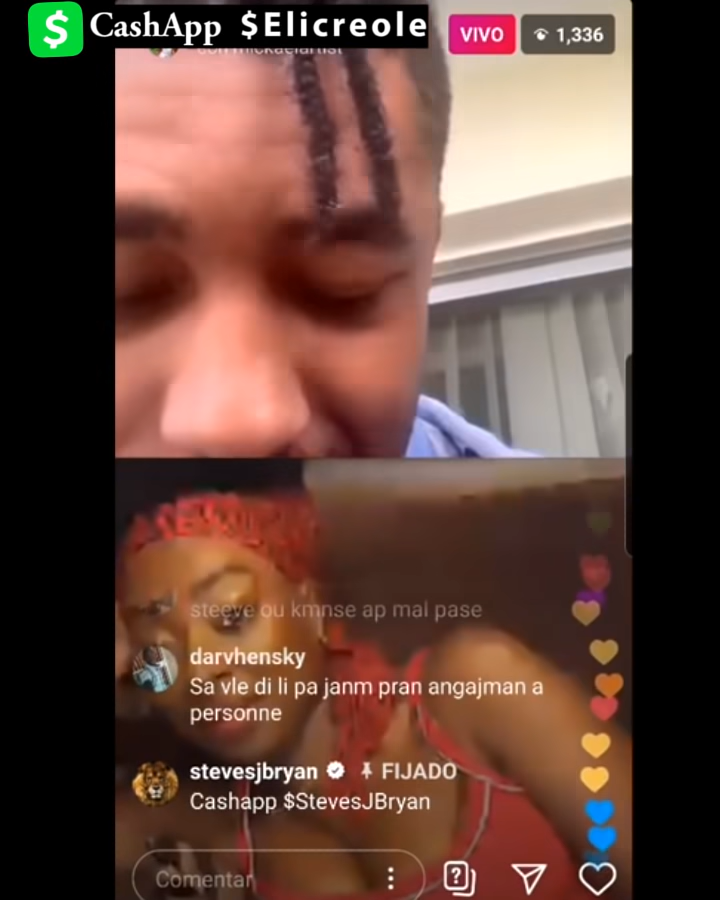 $ CashApp $Elicreole
VIVO 1,336
steeve ou kmnse ap mal pase
darvhensky
Sa vle di li pa janm pran angajman a
personne
stevesjbryan FIJADO
Cashapp $StevesJBryan
Comentar